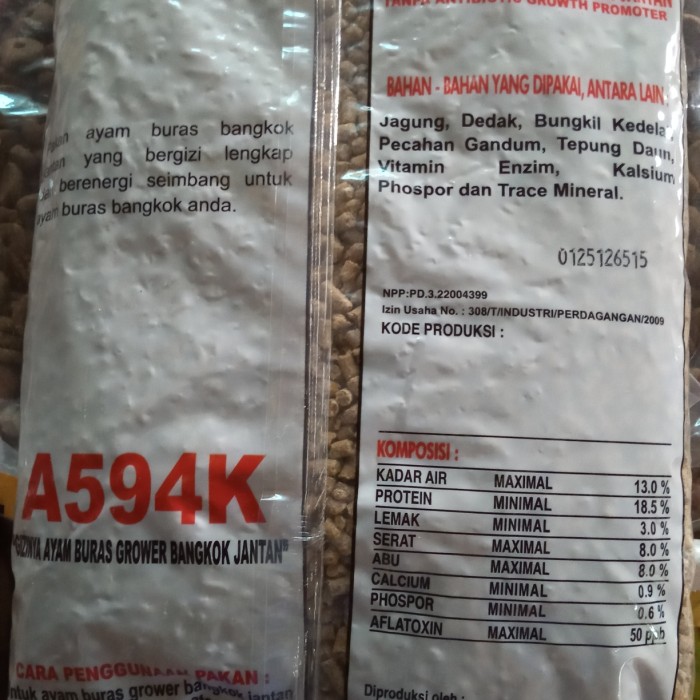 ayam buras bangkok
yang bergizi lengkap
berenergi seimbang untuk
ayam buras bangkok anda.
A594K
AYAM BURAS GROWER BANGKOK JANTAN"
CARA PENGGUNAAN PAKAN :
untuk ayam buras grower bangkok jantan
GROWTH PROMOTER
BAHAN - BAHAN YANG DIPAKAI, ANTARA LAIN :
Jagung, Dedak, Bungkil Kedelai,
Pecahan Gandum, Tepung Daun,
Vitamin Enzim, Kalsium
Phospor dan Trace Mineral.
0125126515
NPP:PD.3.22004399
Izin Usaha No. : 308/T/INDUSTRI/PERDAGANGAN/2009
KODE PRODUKSI :
KOMPOSISI :
KADAR AIR MAXIMAL 13.0 %
PROTEIN MINIMAL 18.5 %
LEMAK MINIMAL 3.0 %
SERAT MAXIMAL 8.0 %
ABU MAXIMAL 8.0 %
CALCIUM MINIMAL 0.9 %
PHOSPOR MINIMAL 0.6 %
AFLATOXIN MAXIMAL 50 ppb
Diproduksi oleh :